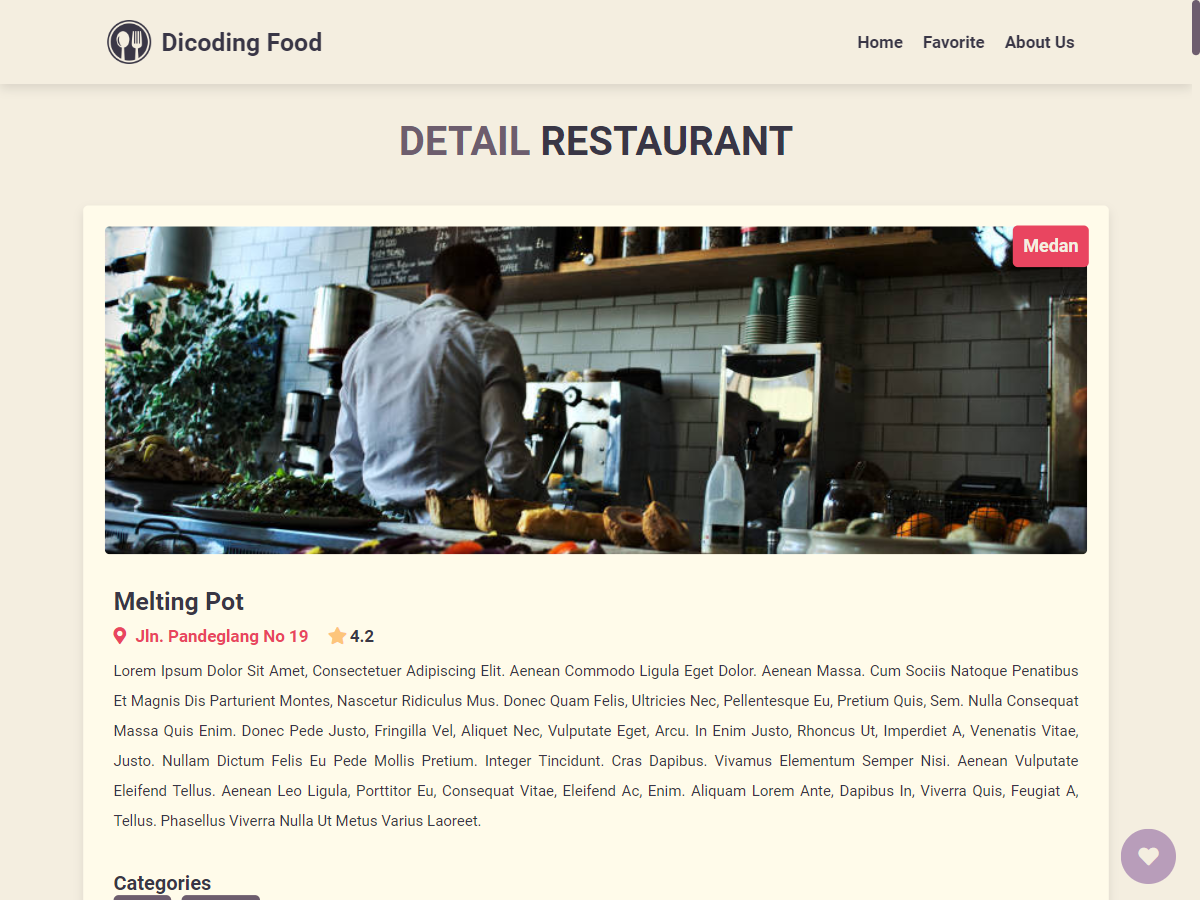 Dicoding Food
Home Favorite About Us
DETAIL RESTAURANT
Medan
COFFEE
Melting Pot
Jln. Pandeglang No 19 4.2
Lorem Ipsum Dolor Sit Amet, Consectetuer Adipiscing Elit. Aenean Commodo Ligula Eget Dolor. Aenean Massa. Cum Sociis Natoque Penatibus
Et Magnis Dis Parturient Montes, Nascetur Ridiculus Mus. Donec Quam Felis, Ultricies Nec, Pellentesque Eu, Pretium Quis, Sem. Nulla Consequat
Massa Quis Enim. Donec Pede Justo, Fringilla Vel, Aliquet Nec, Vulputate Eget, Arcu. In Enim Justo, Rhoncus Ut, Imperdiet A, Venenatis Vitae,
Justo. Nullam Dictum Felis Eu Pede Mollis Pretium. Integer Tincidunt. Cras Dapibus. Vivamus Elementum Semper Nisi. Aenean Vulputate
Eleifend Tellus. Aenean Leo Ligula, Porttitor Eu, Consequat Vitae, Eleifend Ac, Enim. Aliquam Lorem Ante, Dapibus In, Viverra Quis, Feugiat A,
Tellus. Phasellus Viverra Nulla Ut Metus Varius Laoreet.
Categories